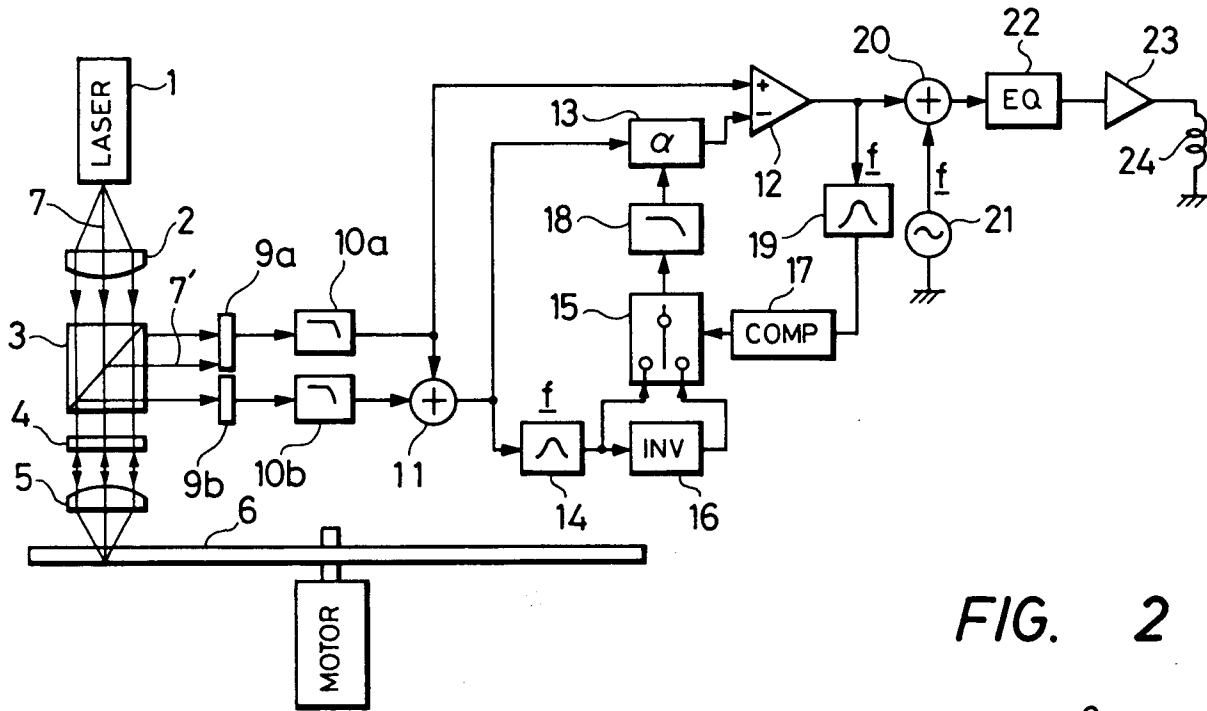 LASER
1
7
2
7'
3
4
5
6
9a
9b
10a
10b
11
MOTOR
f
14
INV
16
15
18
13
α
+
−
12
17
COMP
f
19
20
+
f
21
22
EQ
23
24
+
FIG. 2